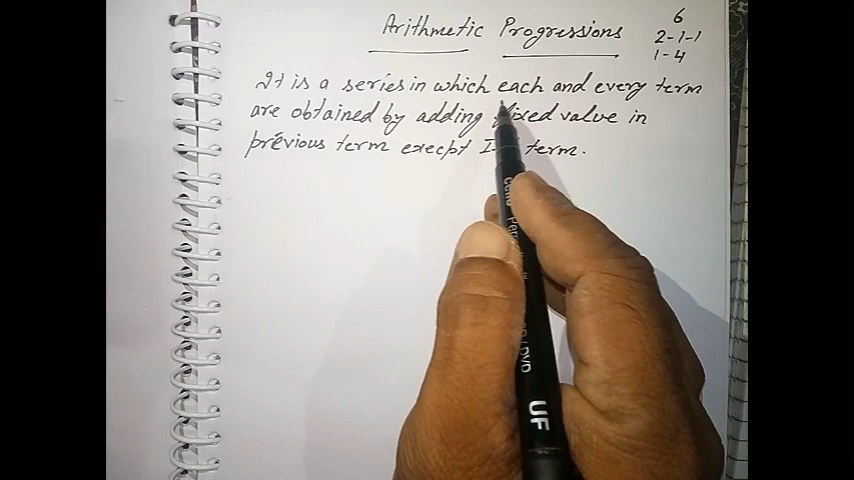 Arithmetic Progressions
6
2-1-1
1-4
It is a series in which each and every term
are obtained by adding fixed value in
previous term execpt term.
UF